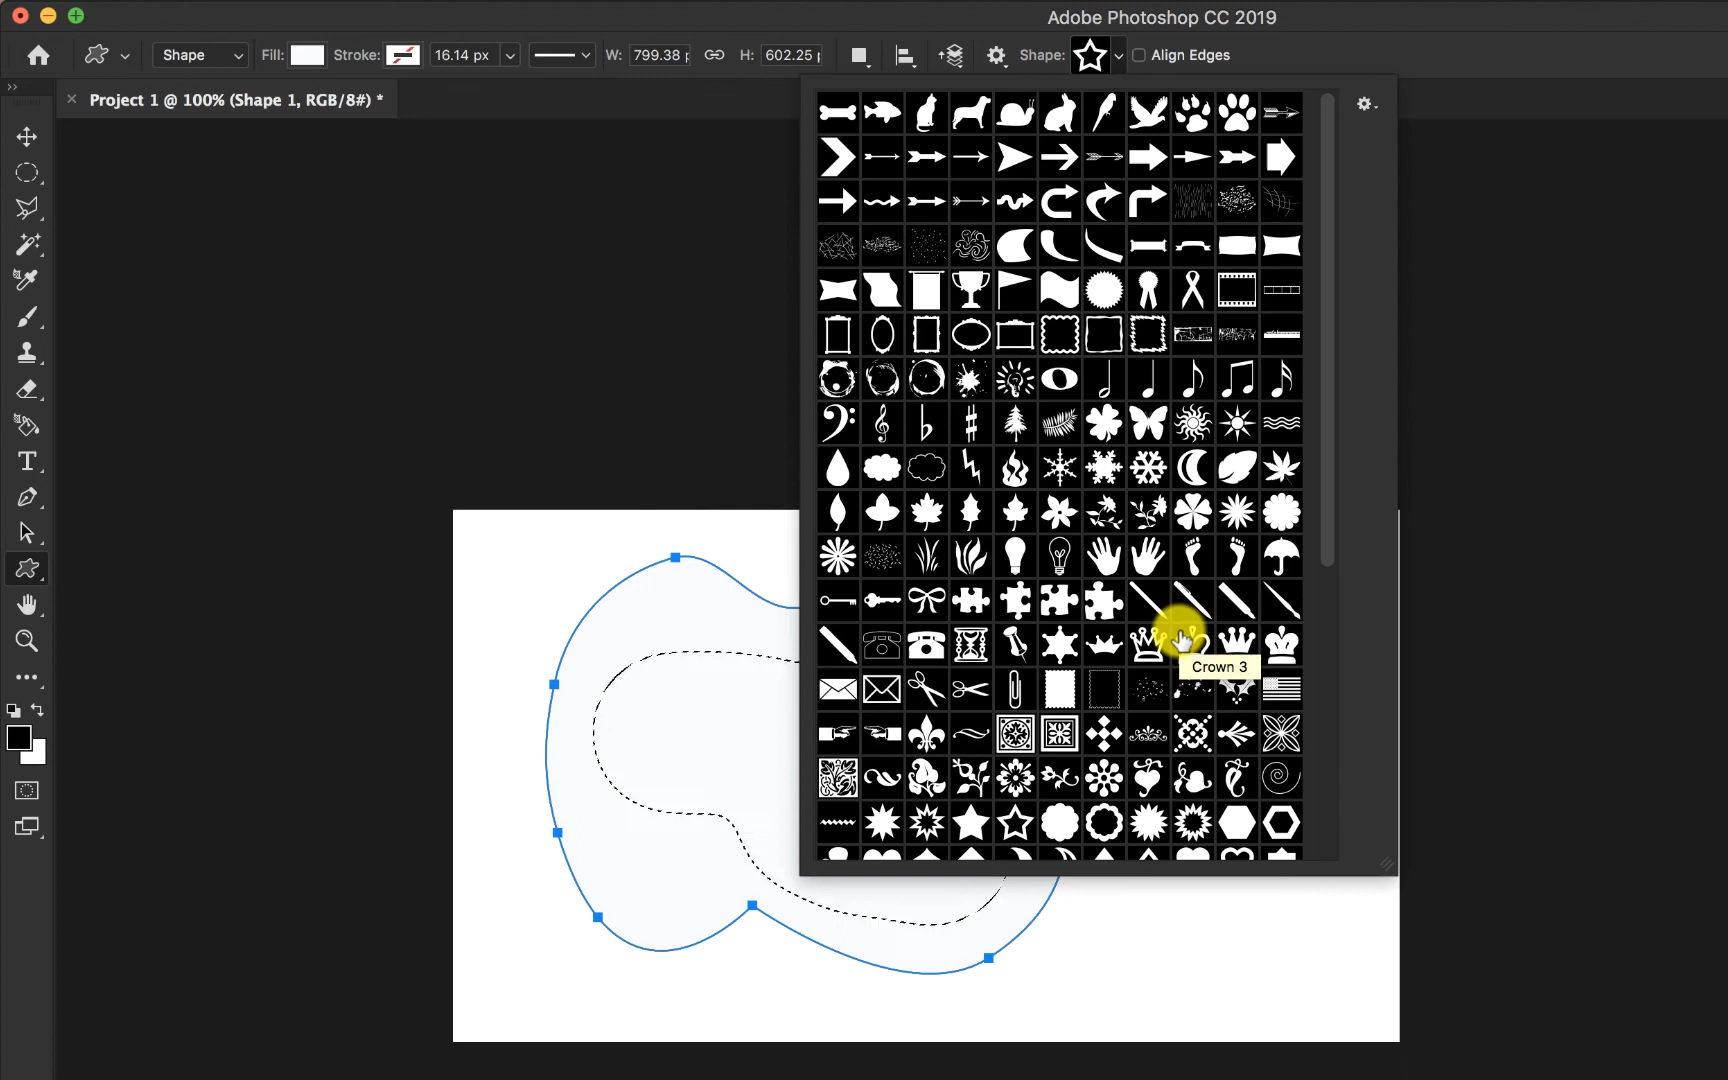 Adobe Photoshop CC 2019
Shape Fill: Stroke: 16.14 px W: 799.38 H: 602.25 Shape: Align Edges
Project 1 @ 100% (Shape 1, RGB/8#) *
Crown 3